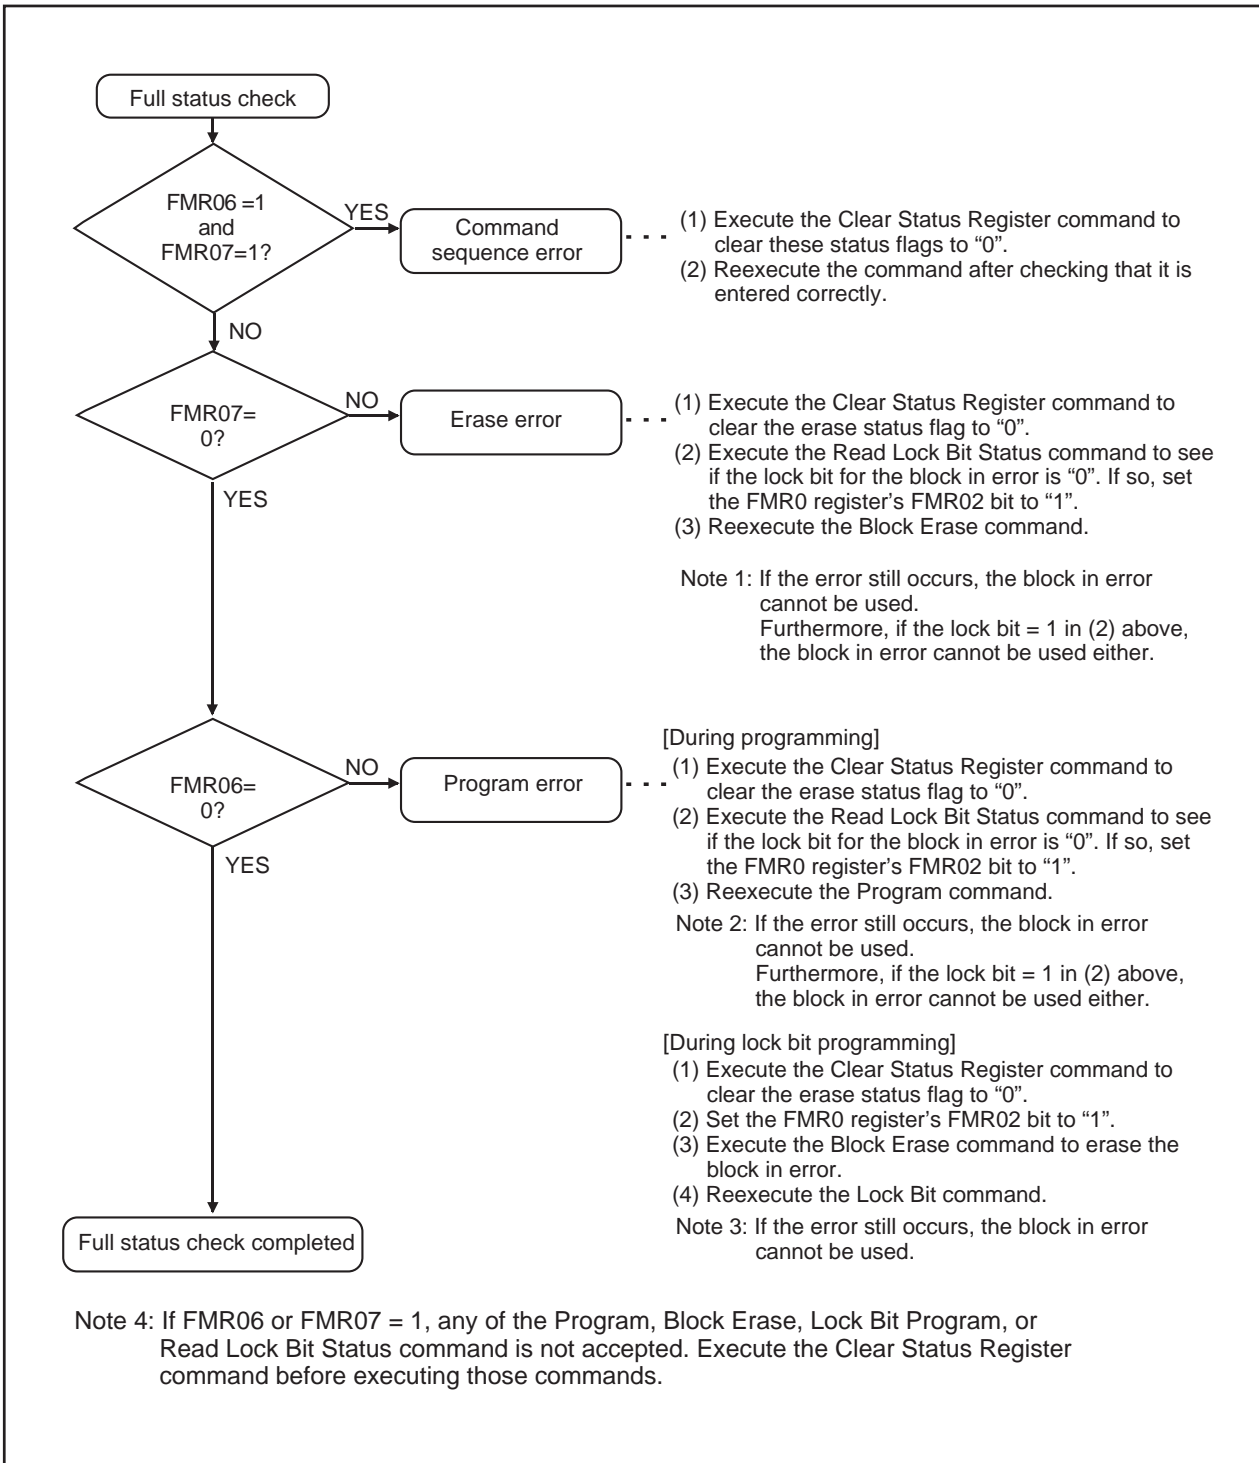 Full status check
FMR06 =1
and
FMR07=1?
YES
Command
sequence error
(1) Execute the Clear Status Register command to
clear these status flags to “0”.
(2) Reexecute the command after checking that it is
entered correctly.
NO
FMR07=
0?
NO
Erase error
(1) Execute the Clear Status Register command to
clear the erase status flag to “0”.
(2) Execute the Read Lock Bit Status command to see
if the lock bit for the block in error is “0”. If so, set
the FMR0 register’s FMR02 bit to “1”.
(3) Reexecute the Block Erase command.
YES
Note 1: If the error still occurs, the block in error
cannot be used.
Furthermore, if the lock bit = 1 in (2) above,
the block in error cannot be used either.
FMR06=
0?
NO
Program error
[During programming]
(1) Execute the Clear Status Register command to
clear the erase status flag to “0”.
(2) Execute the Read Lock Bit Status command to see
if the lock bit for the block in error is “0”. If so, set
the FMR0 register’s FMR02 bit to “1”.
(3) Reexecute the Program command.
YES
Note 2: If the error still occurs, the block in error
cannot be used.
Furthermore, if the lock bit = 1 in (2) above,
the block in error cannot be used either.
[During lock bit programming]
(1) Execute the Clear Status Register command to
clear the erase status flag to “0”.
(2) Set the FMR0 register’s FMR02 bit to “1”.
(3) Execute the Block Erase command to erase the
block in error.
(4) Reexecute the Lock Bit command.
Note 3: If the error still occurs, the block in error
cannot be used.
Full status check completed
Note 4: If FMR06 or FMR07 = 1, any of the Program, Block Erase, Lock Bit Program, or
Read Lock Bit Status command is not accepted. Execute the Clear Status Register
command before executing those commands.